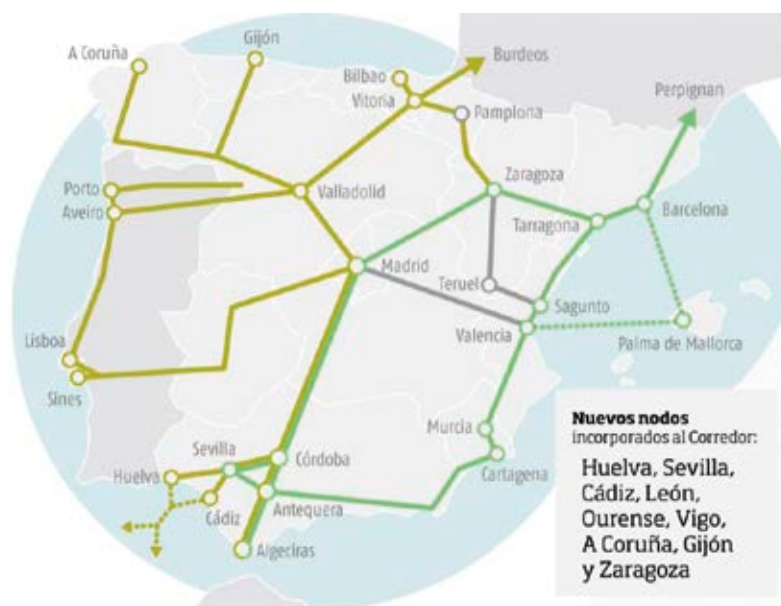 Gijón
A Coruña
Burdeos
Bilbao
Vitoria
Perpignan
Pamplona
Zaragoza
Porto
Valladolid
Aveiro
Barcelona
Tarragona
Madrid
Teruel
Sagunto
Lisboa
Valencia
Palma de Mallorca
Sines
Nuevos nodos
incorporados al Corredor:
Huelva, Sevilla,
Cádiz, León,
Ourense, Vigo,
A Coruña, Gijón
y Zaragoza
Murcia
Sevilla
Córdoba
Huelva
Cartagena
Cádiz
Antequera
Algeciras